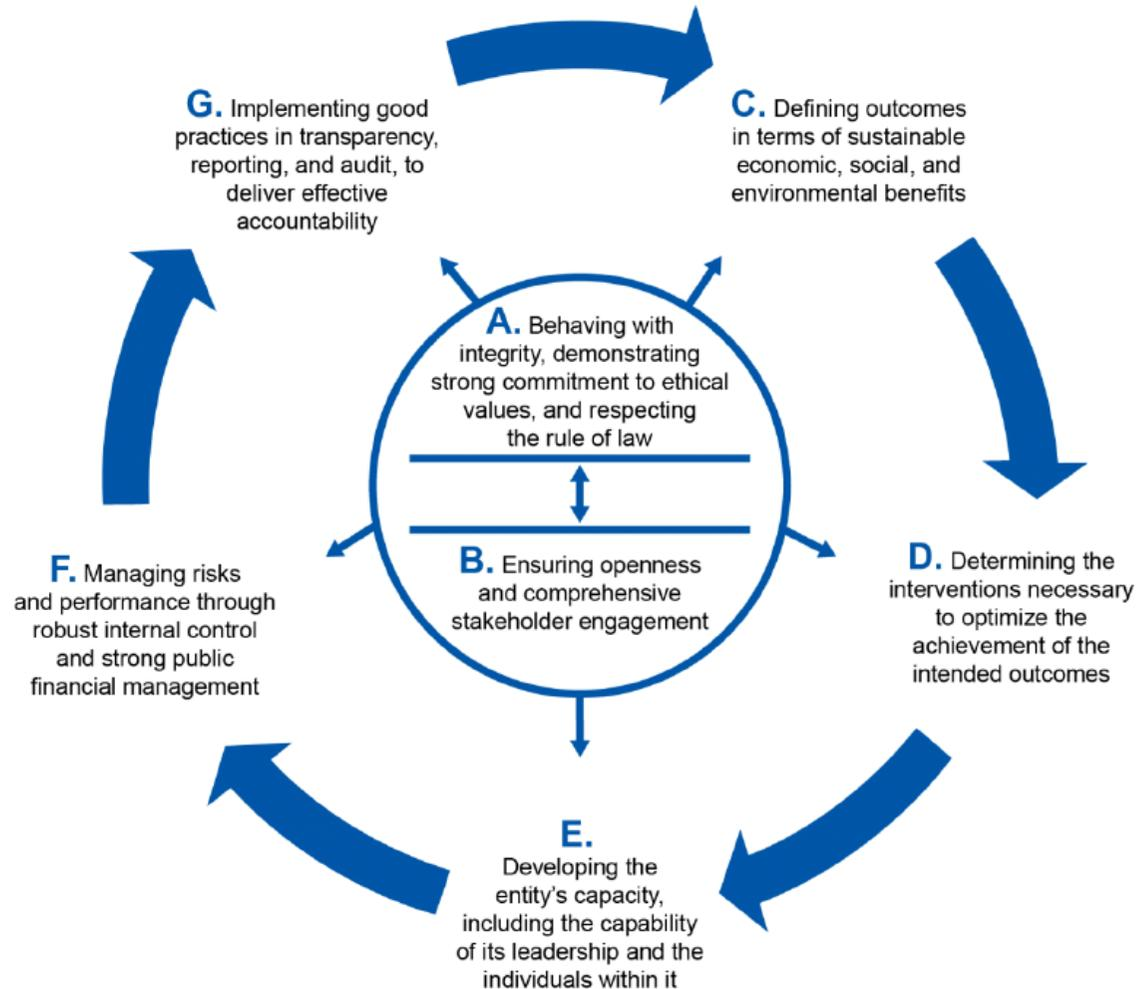 G. Implementing good
practices in transparency,
reporting, and audit, to
deliver effective
accountability
C. Defining outcomes
in terms of sustainable
economic, social, and
environmental benefits
A. Behaving with
integrity, demonstrating
strong commitment to ethical
values, and respecting
the rule of law
B. Ensuring openness
and comprehensive
stakeholder engagement
F. Managing risks
and performance through
robust internal control
and strong public
financial management
D. Determining the
interventions necessary
to optimize the
achievement of the
intended outcomes
E.
Developing the
entity's capacity,
including the capability
of its leadership and the
individuals within it